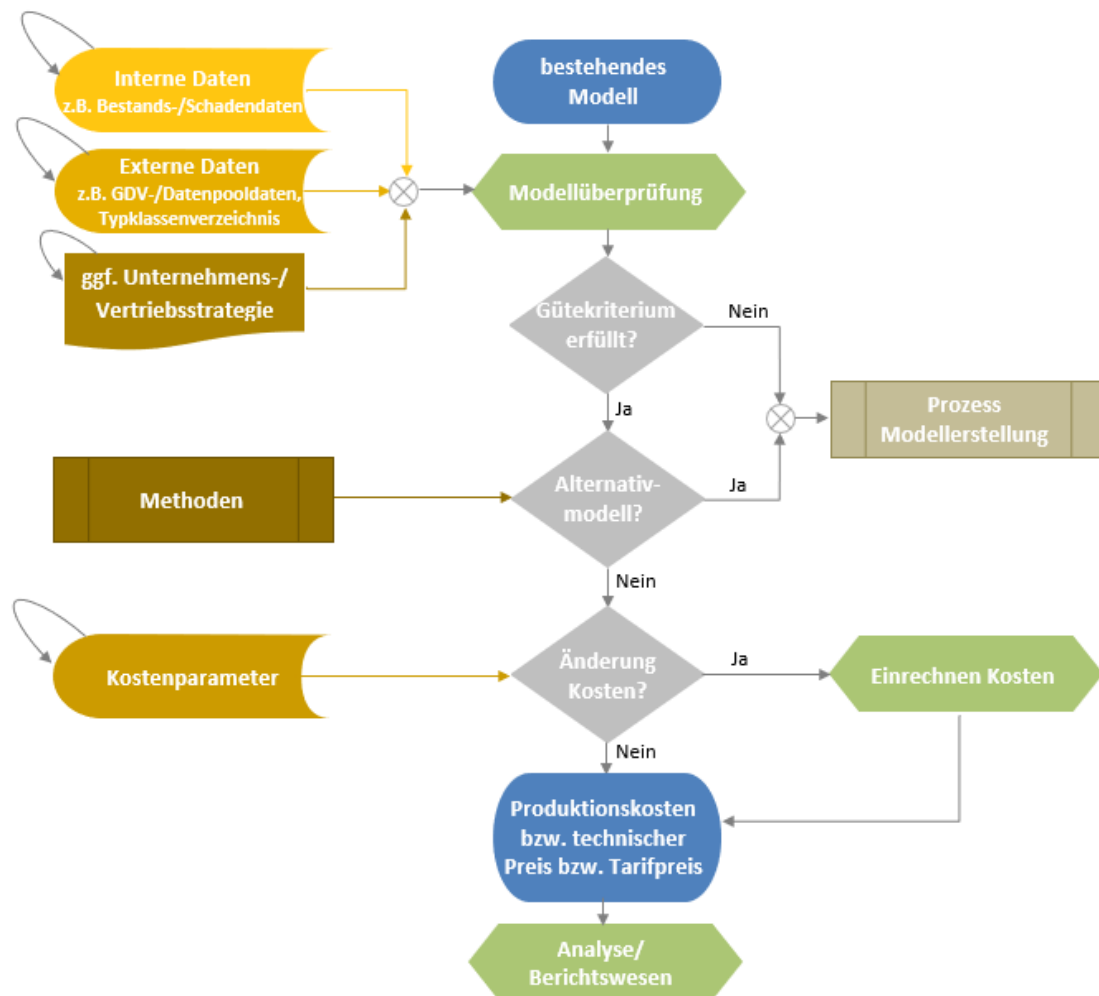 Interne Daten
z.B. Bestands-/Schadendaten
bestehendes
Modell
Externe Daten
z.B. GDV-/Datenpooldaten,
Typklassenverzeichnis
Modellüberprüfung
ggf. Unternehmens-/
Vertriebsstrategie
Gütekriterium
erfüllt?
Nein
Ja
Prozess
Modellerstellung
Methoden
Alternativ-
modell?
Ja
Nein
Kostenparameter
Änderung
Kosten?
Ja
Einrechnen Kosten
Nein
Produktionskosten
bzw. technischer
Preis bzw. Tarifpreis
Analyse/
Berichtswesen